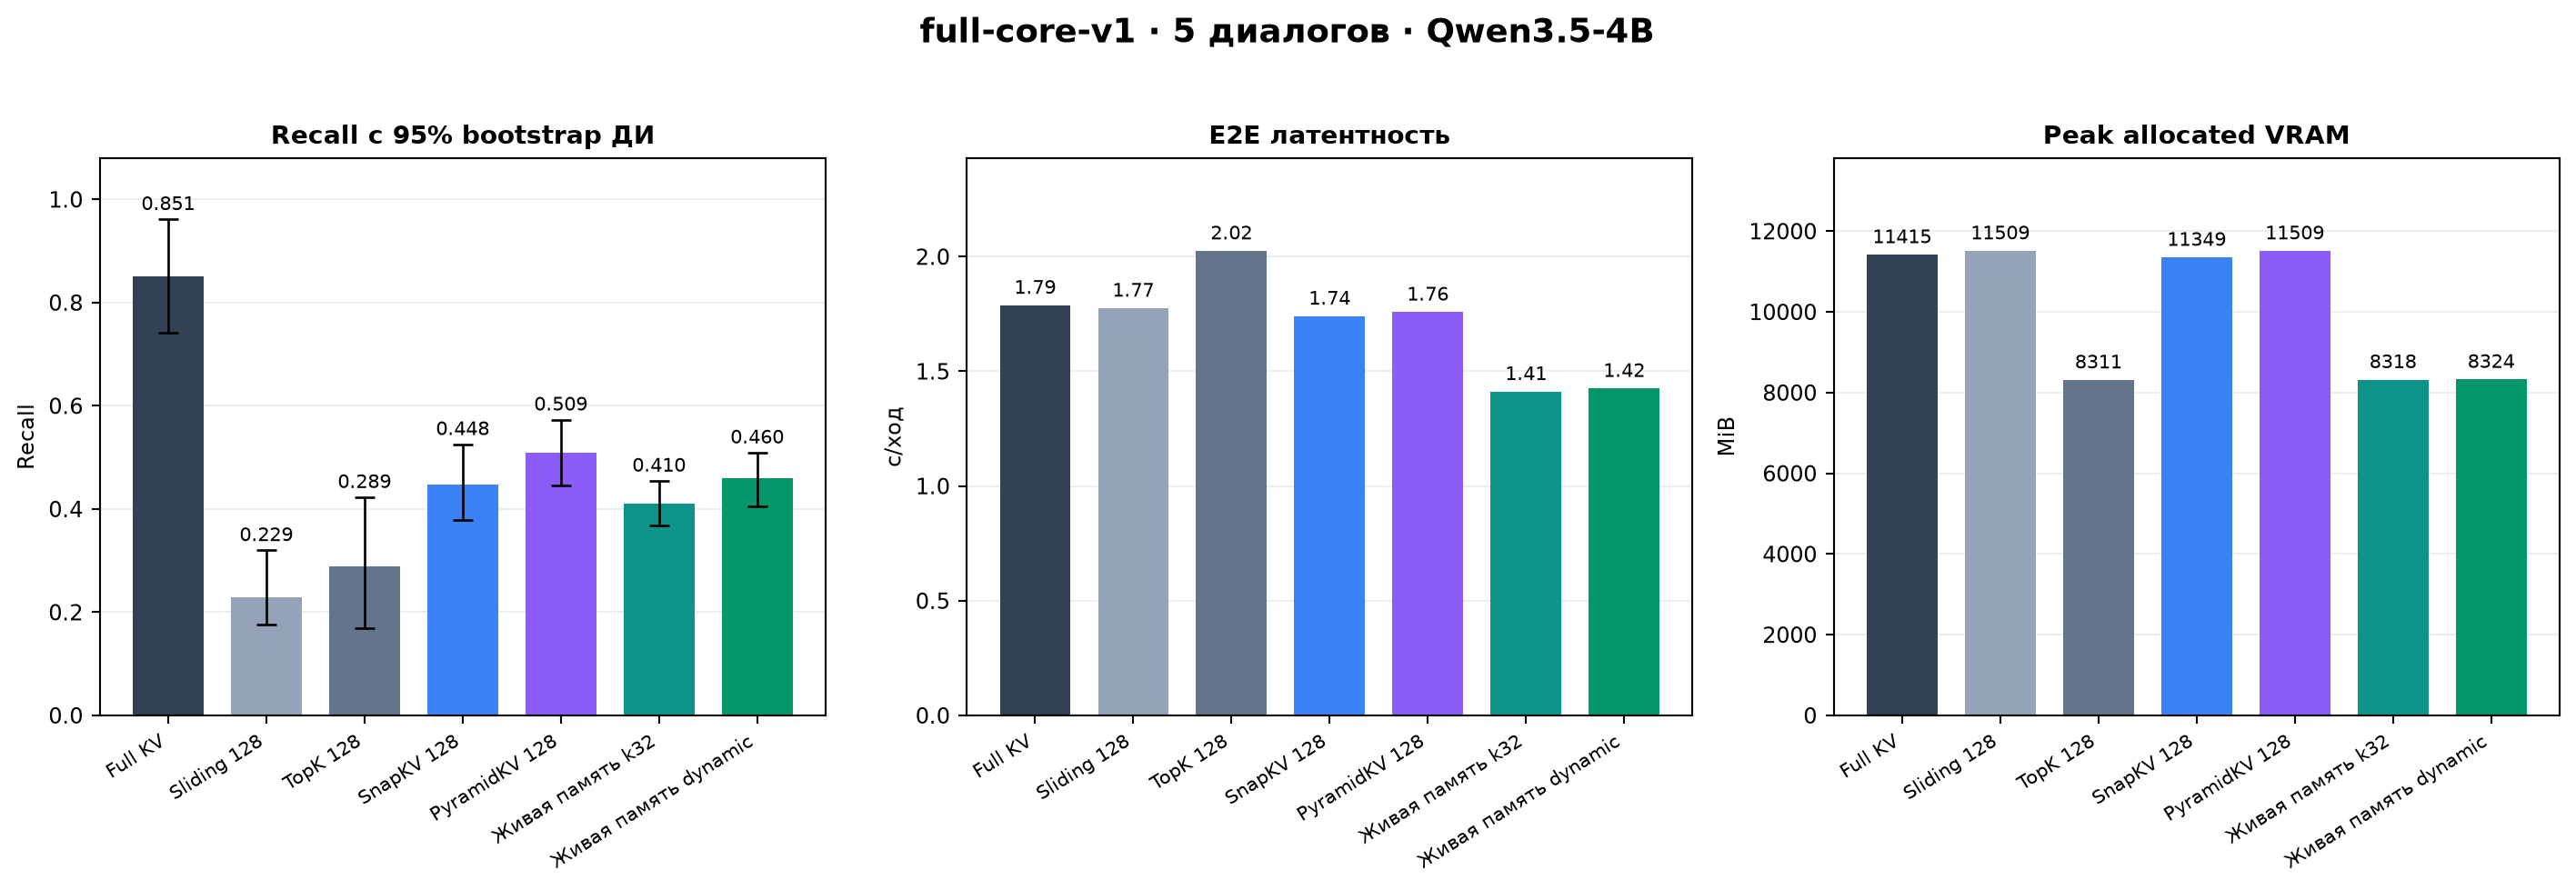 full-core-v1 · 5 диалогов · Qwen3.5-4B
Recall с 95% bootstrap ДИ
Recall
1.0
0.8
0.6
0.4
0.2
0.0
0.851
0.229
0.289
0.448
0.509
0.410
0.460
Full KV
Sliding 128
TopK 128
SnapKV 128
PyramidKV 128
Живая память k32
Живая память dynamic
E2E латентность
с/ход
2.0
1.5
1.0
0.5
0.0
1.79
1.77
2.02
1.74
1.76
1.41
1.42
Full KV
Sliding 128
TopK 128
SnapKV 128
PyramidKV 128
Живая память k32
Живая память dynamic
Peak allocated VRAM
MiB
12000
10000
8000
6000
4000
2000
0
11415
11509
8311
11349
11509
8318
8324
Full KV
Sliding 128
TopK 128
SnapKV 128
PyramidKV 128
Живая память k32
Живая память dynamic